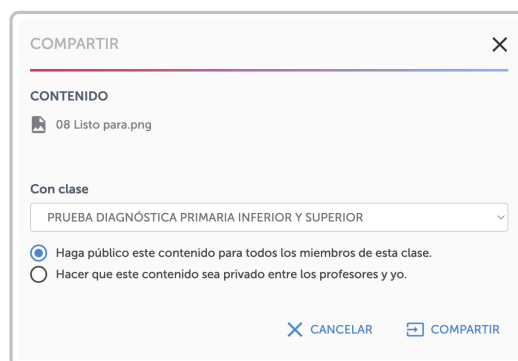 COMPARTIR
CONTENIDO
08 Listo para.png
Con clase
PRUEBA DIAGNÓSTICA PRIMARIA INFERIOR Y SUPERIOR
Haga público este contenido para todos los miembros de esta clase.
Hacer que este contenido sea privado entre los profesores y yo.
CANCELAR COMPARTIR